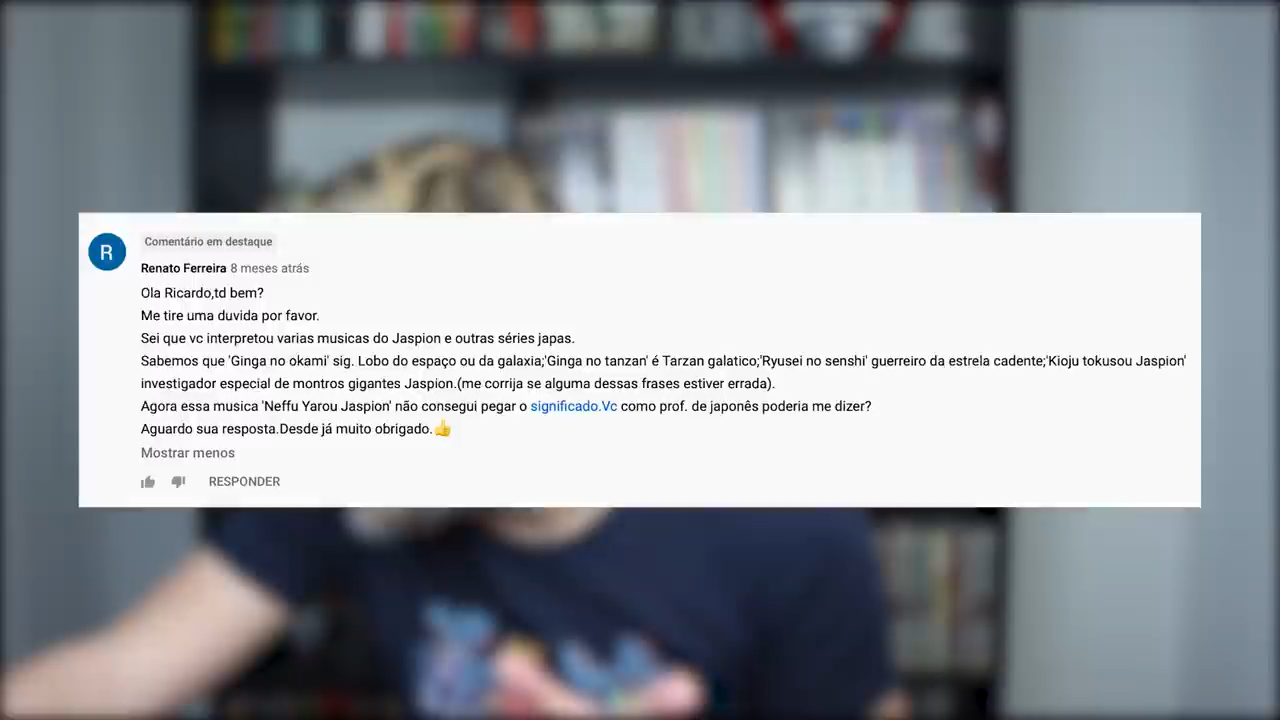 R
Comentário em destaque
Renato Ferreira 8 meses atrás
Ola Ricardo,td bem?
Me tire uma duvida por favor.
Sei que vc interpretou varias musicas do Jaspion e outras séries japas.
Sabemos que 'Ginga no okami' sig. Lobo do espaço ou da galaxia;'Ginga no tanzan' é Tarzan galatico;'Ryusei no senshi' guerreiro da estrela cadente;'Kioju tokusou Jaspion'
investigador especial de montros gigantes Jaspion.(me corrija se alguma dessas frases estiver errada).
Agora essa musica 'Neffu Yarou Jaspion' não consegui pegar o significado.Vc como prof. de japonês poderia me dizer?
Aguardo sua resposta.Desde já muito obrigado.👍
Mostrar menos
RESPONDER